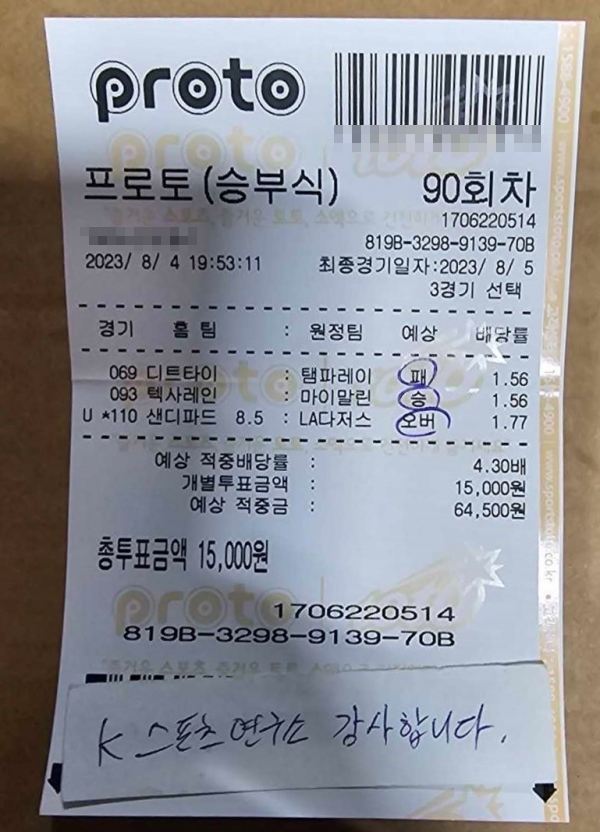 proto
프로토(승부식) 90회차
1706220514
819B-3298-9139-70B
2023/ 8/ 4 19:53:11 최종경기일자:2023/ 8/ 5
3경기 선택
경기 홈 팀 : 원정팀 예상 배당률
069 디트타이 : 탬파레이 패 1.56
093 텍사레인 : 마이말린 승 1.56
U *110 샌디파드 8.5 : LA다저스 오버 1.77
예상 적중배당률 : 4.30배
개별투표금액 : 15,000원
예상 적중금 : 64,500원
총투표금액 15,000원
1706220514
819B-3298-9139-70B
K 스포츠연구소 감사합니다.